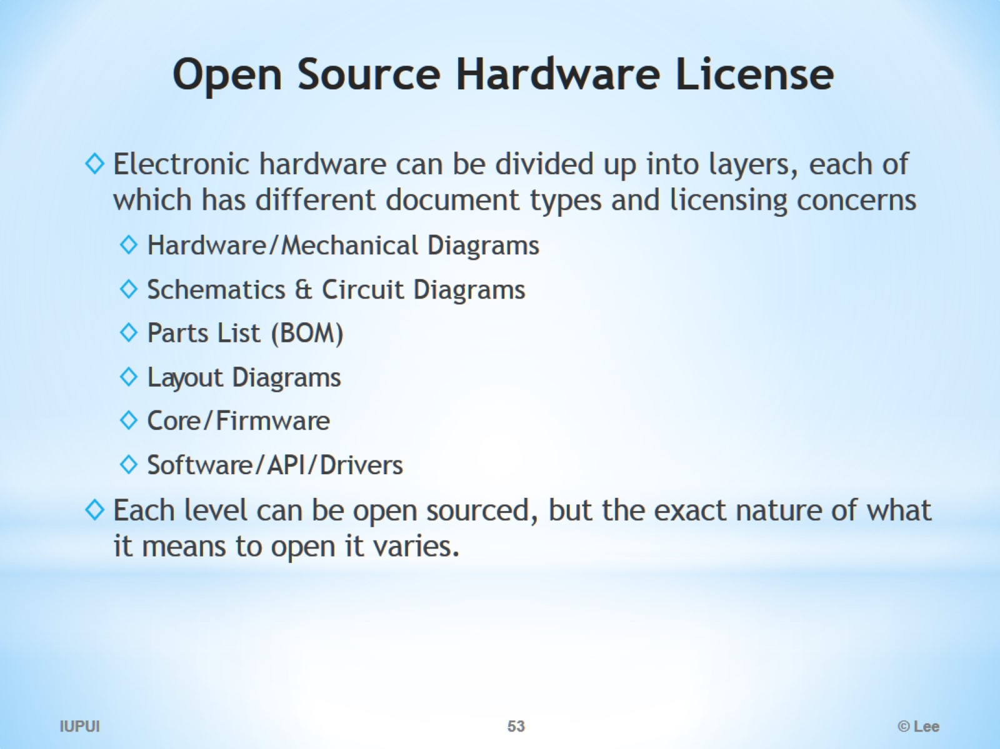 Open Source Hardware License
Electronic hardware can be divided up into layers, each of
which has different document types and licensing concerns
Hardware/Mechanical Diagrams
Schematics & Circuit Diagrams
Parts List (BOM)
Layout Diagrams
Core/Firmware
Software/API/Drivers
Each level can be open sourced, but the exact nature of what
it means to open it varies.
IUPUI
53
© Lee